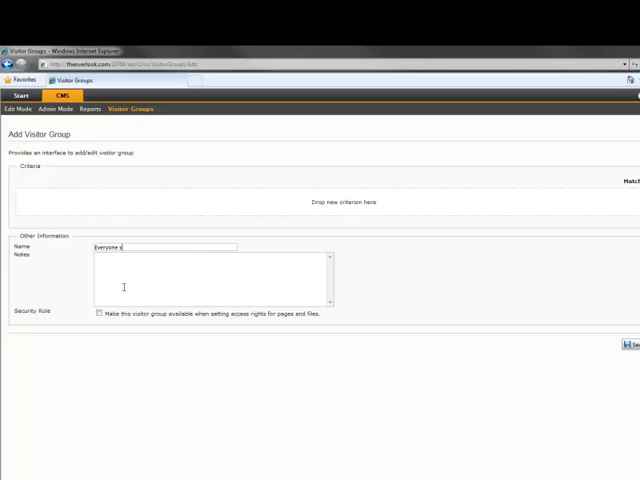 Visitor Groups - Windows Internet Explorer
Favorites Visitor Groups
Start CMS
Edit Mode Admin Mode Reports Visitor Groups
Add Visitor Group
Provides an interface to add/edit visitor group
Criteria
Match
Drop new criterion here
Other Information
Name Everyone s
Notes
Security Role Make this visitor group available when setting access rights for pages and files.